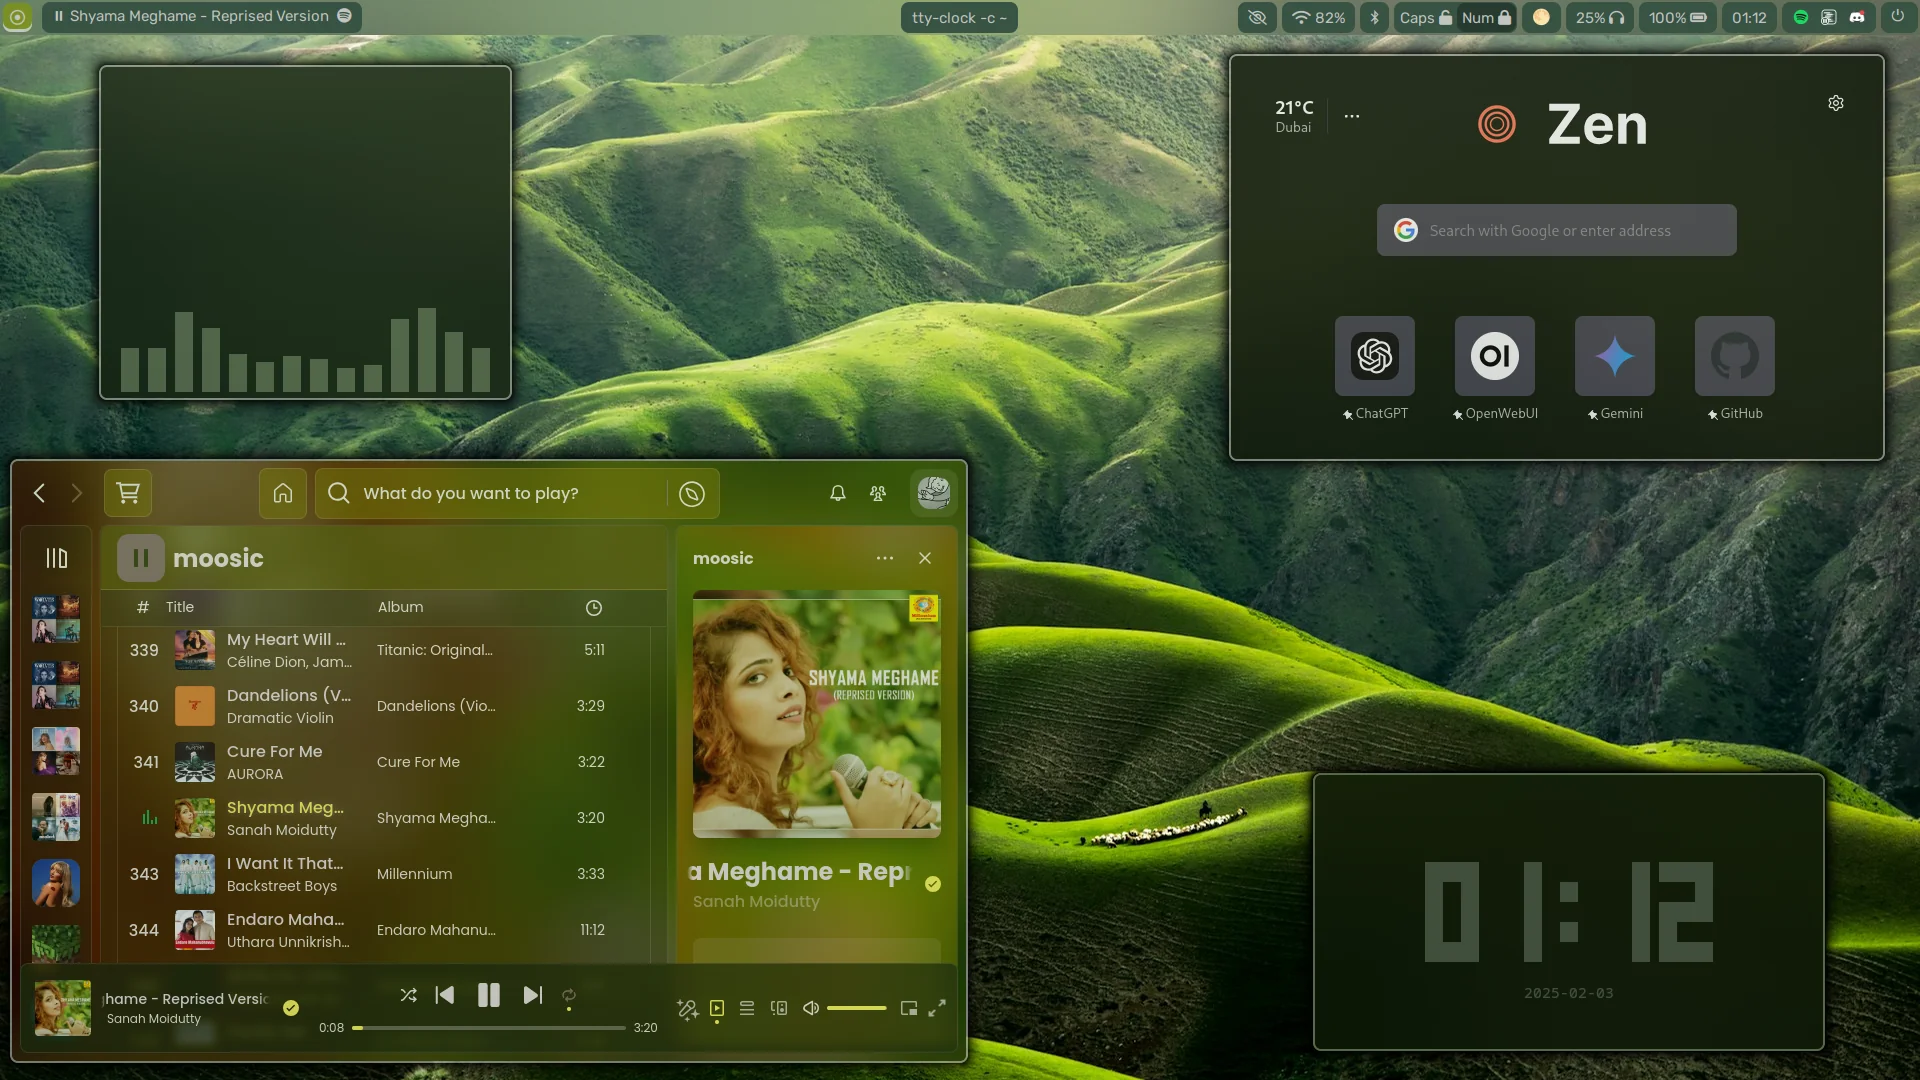 Shyama Meghame - Reprised Version
tty-clock -c ~
82%
Caps
Num
25%
100%
01:12
21°C
Dubai
...
Zen
Search with Google or enter address
OI
ChatGPT
OpenWebUI
Gemini
GitHub
What do you want to play?
moosic
# Title Album
339 My Heart Will ... Titanic: Original... 5:11
Céline Dion, Jam...
340 Dandelions (V... Dandelions (Vio... 3:29
Dramatic Violin
341 Cure For Me Cure For Me 3:22
AURORA
Shyama Meg... Shyama Megha... 3:20
Sanah Moidutty
343 I Want It That... Millennium 3:33
Backstreet Boys
344 Endaro Maha... Endaro Mahanu... 11:12
Uthara Unnikrish...
moosic
SHYAMA MEGHAME
(REPRISED VERSION)
a Meghame - Repr
Sanah Moidutty
hame - Reprised Versic
Sanah Moidutty
0:08
3:20
01:12
2025-02-03